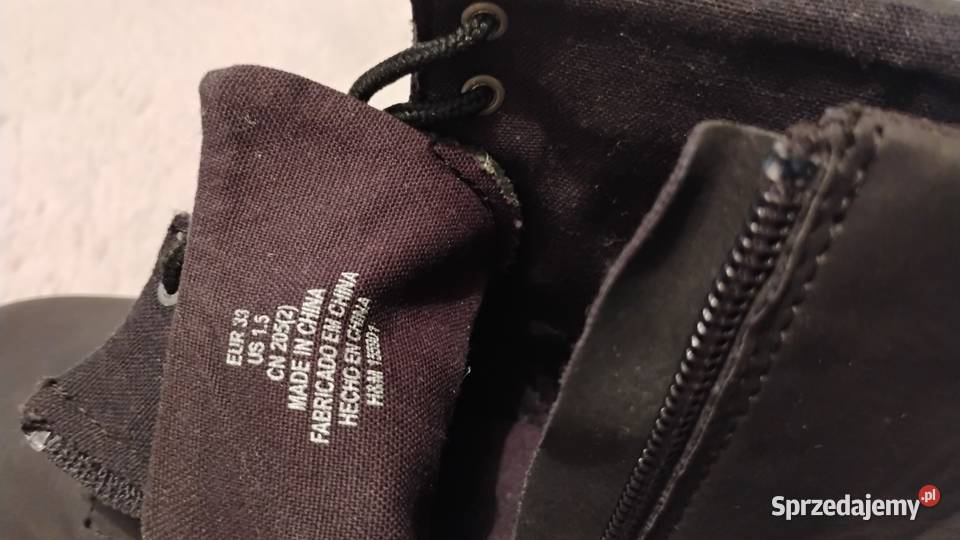 EUR 33
US 1.5
CN 205(2)
MADE IN CHINA
FABRICADO EM CHINA
HECHO EN CHINA
H&M
Sprzedajemy.pl